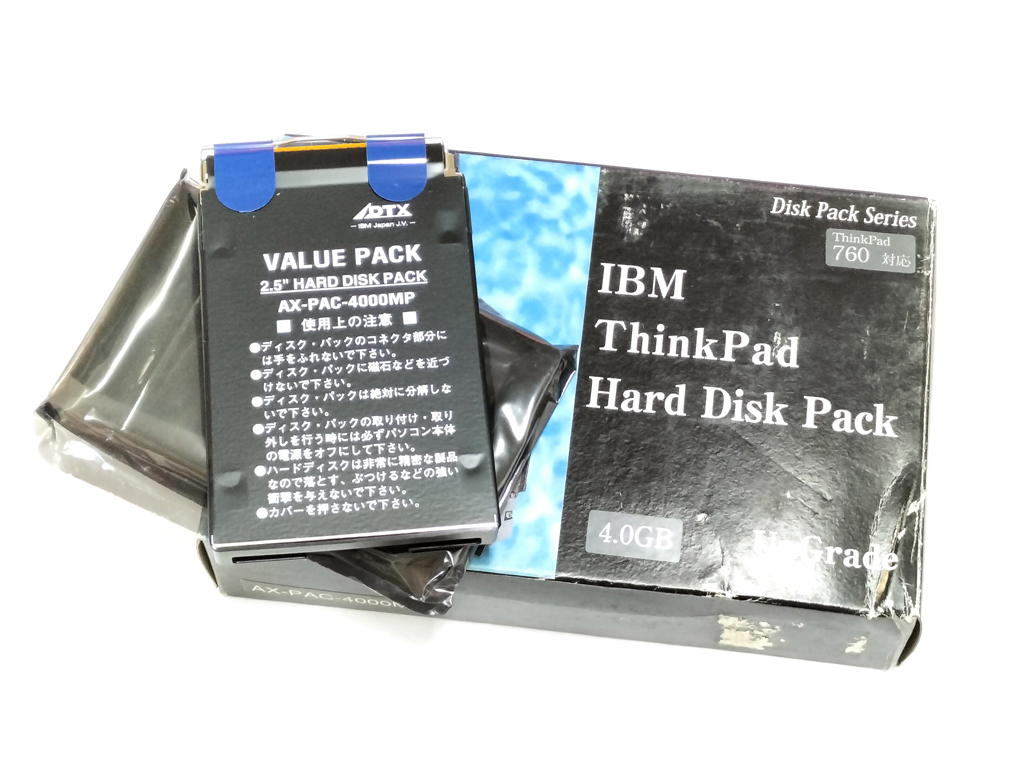 ADTX
— IBM Japan J.V. —
VALUE PACK
2.5" HARD DISK PACK
AX-PAC-4000MP
■ 使用上の注意 ■
●ディスク・パックのコネクタ部分に
は手をふれないで下さい。
●ディスク・パックに磁石などを近づ
けないで下さい。
●ディスク・パックは絶対に分解しな
いで下さい。
●ディスク・パックの取り付け・取り
外しを行う時には必ずパソコン本体
の電源をオフにして下さい。
●ハードディスクは非常に精密な製品
なので落とす、ぶつけるなどの強い
衝撃を与えないで下さい。
●カバーを押さないで下さい。
Disk Pack Series
ThinkPad
760 対応
IBM
ThinkPad
Hard Disk Pack
4.0GB
UpGrade
AX-PAC-4000M